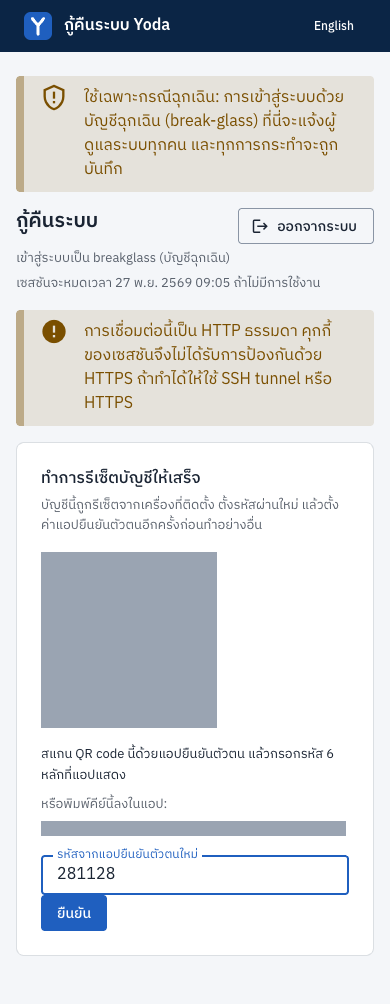 กู้คืนระบบ Yoda
English
ใช้เฉพาะกรณีฉุกเฉิน: การเข้าสู่ระบบด้วย
บัญชีฉุกเฉิน (break-glass) ที่นี่จะแจ้งผู้
ดูแลระบบทุกคน และทุกการกระทำจะถูก
บันทึก
กู้คืนระบบ
ออกจากระบบ
เข้าสู่ระบบเป็น breakglass (บัญชีฉุกเฉิน)
เซสชันจะหมดเวลา 27 พ.ย. 2569 09:05 ถ้าไม่มีการใช้งาน
การเชื่อมต่อนี้เป็น HTTP ธรรมดา คุกกี้
ของเซสชันจึงไม่ได้รับการป้องกันด้วย
HTTPS ถ้าทำได้ให้ใช้ SSH tunnel หรือ
HTTPS
ทำการรีเซ็ตบัญชีให้เสร็จ
บัญชีนี้ถูกรีเซ็ตจากเครื่องที่ติดตั้ง ตั้งรหัสผ่านใหม่ แล้วตั้ง
ค่าแอปยืนยันตัวตนอีกครั้งก่อนทำอย่างอื่น
สแกน QR code นี้ด้วยแอปยืนยันตัวตน แล้วกรอกรหัส 6
หลักที่แอปแสดง
หรือพิมพ์คีย์นี้ลงในแอป:
รหัสจากแอปยืนยันตัวตนใหม่
281128
ยืนยัน